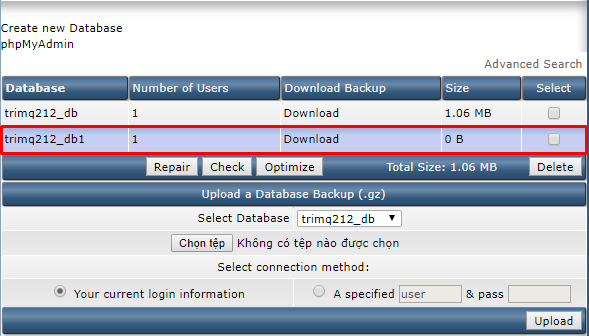 Create new Database
phpMyAdmin
Advanced Search
Database Number of Users Download Backup Size Select
trimq212_db 1 Download 1.06 MB
trimq212_db1 1 Download 0 B
Repair Check Optimize Total Size: 1.06 MB Delete
Upload a Database Backup (.gz)
Select Database trimq212_db
Chọn tệp Không có tệp nào được chọn
Select connection method:
Your current login information A specified user & pass
Upload